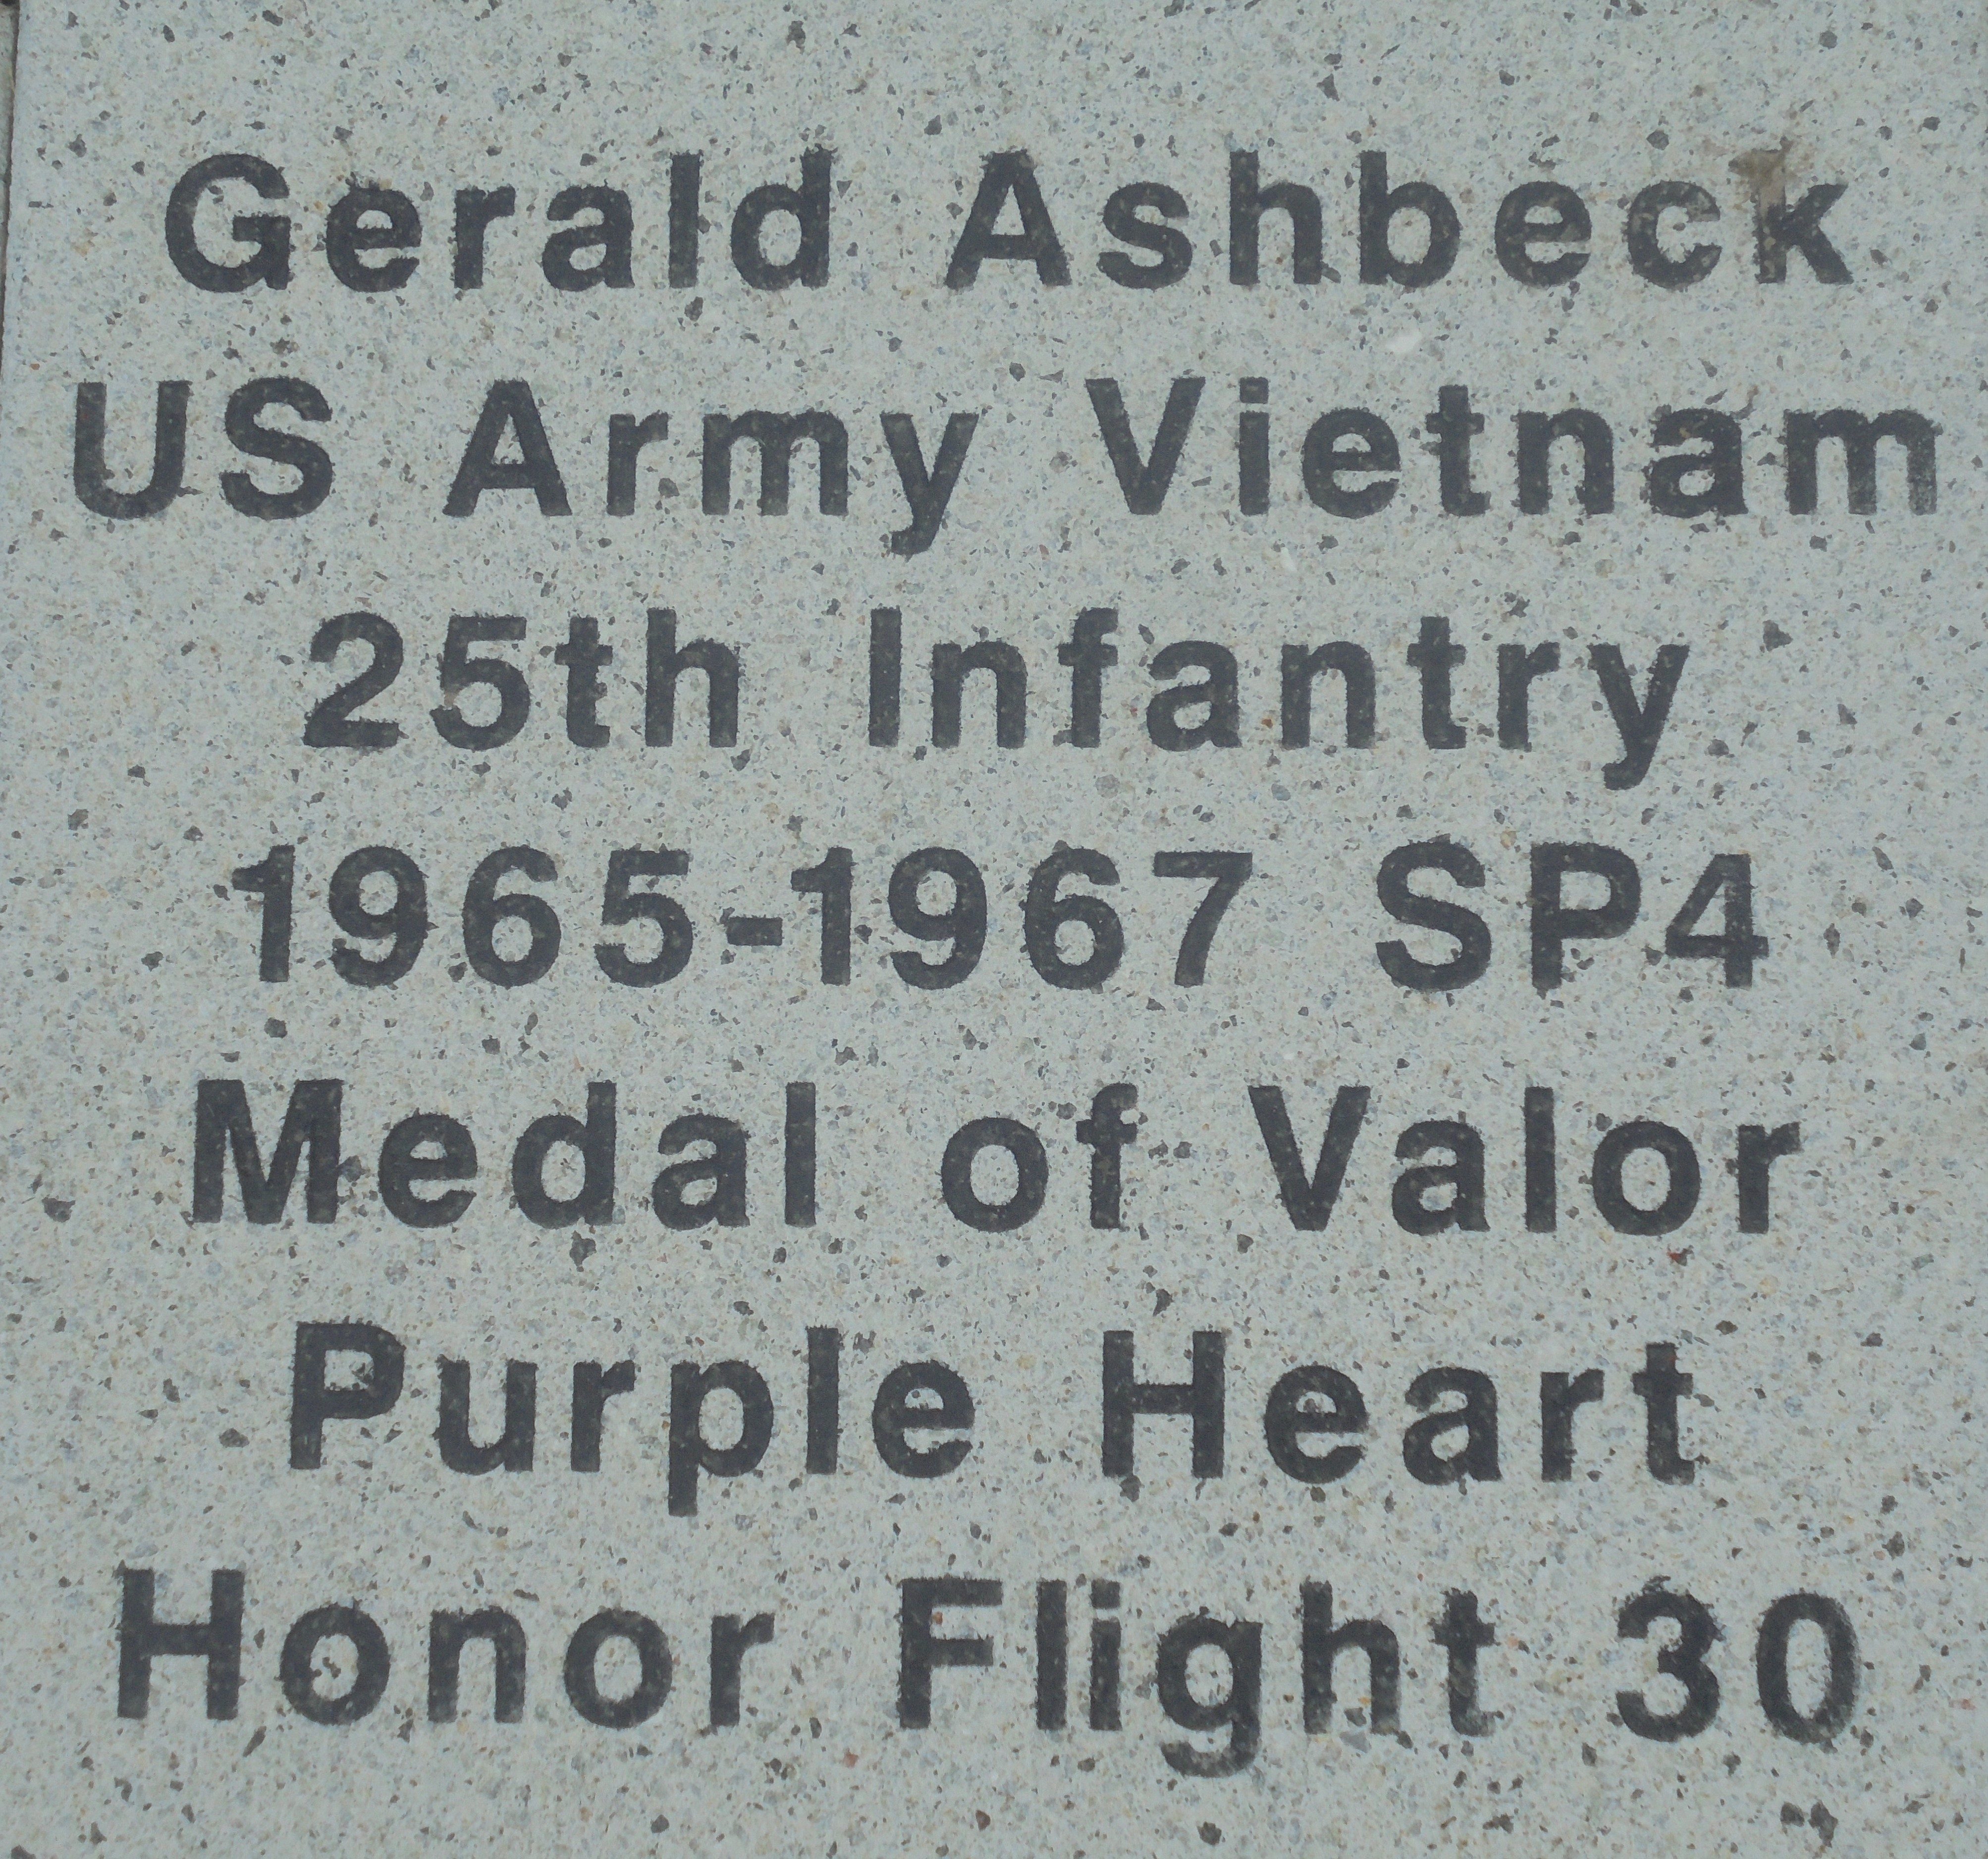 Gerald Ashbeck
US Army Vietnam
25th Infantry
1965-1967 SP4
Medal of Valor
Purple Heart
Honor Flight 30